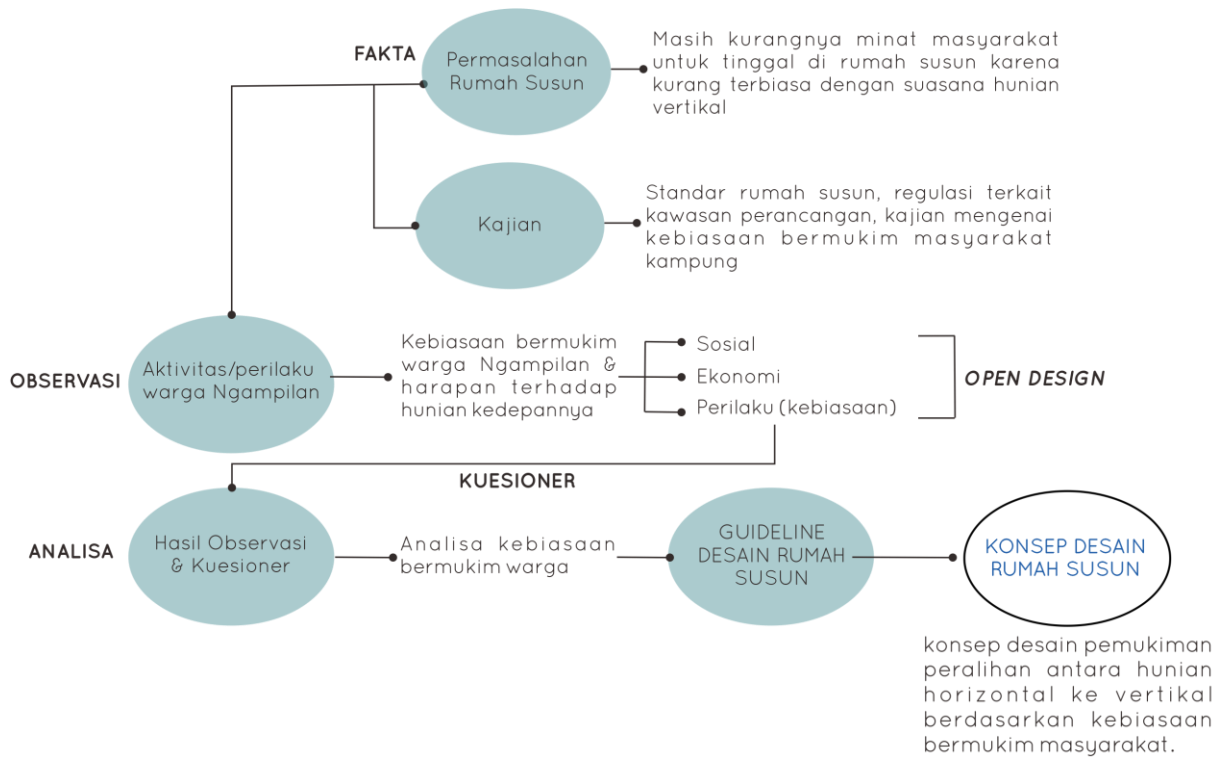 FAKTA
Permasalahan
Rumah Susun
Masih kurangnya minat masyarakat
untuk tinggal di rumah susun karena
kurang terbiasa dengan suasana hunian
vertikal
Kajian
Standar rumah susun, regulasi terkait
kawasan perancangan, kajian mengenai
kebiasaan bermukim masyarakat
kampung
OBSERVASI
Aktivitas/perilaku
warga Ngampilan
Kebiasaan bermukim
warga Ngampilan &
harapan terhadap
hunian kedepannya
Sosial
Ekonomi
Perilaku (kebiasaan)
OPEN DESIGN
KUESIONER
ANALISA
Hasil Observasi
& Kuesioner
Analisa kebiasaan
bermukim warga
GUIDELINE
DESAIN RUMAH
SUSUN
KONSEP DESAIN
RUMAH SUSUN
konsep desain pemukiman
peralihan antara hunian
horizontal ke vertikal
berdasarkan kebiasaan
bermukim masyarakat.